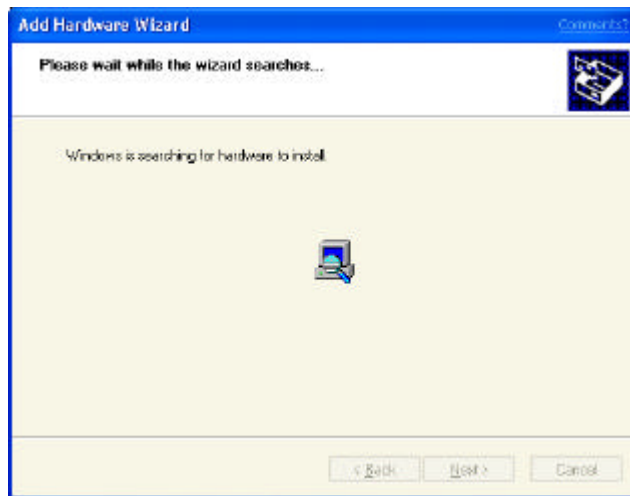 Add Hardware Wizard
Comments?
Please wait while the wizard searches...
Windows is searching for hardware to install.
< Back
Next >
Cancel